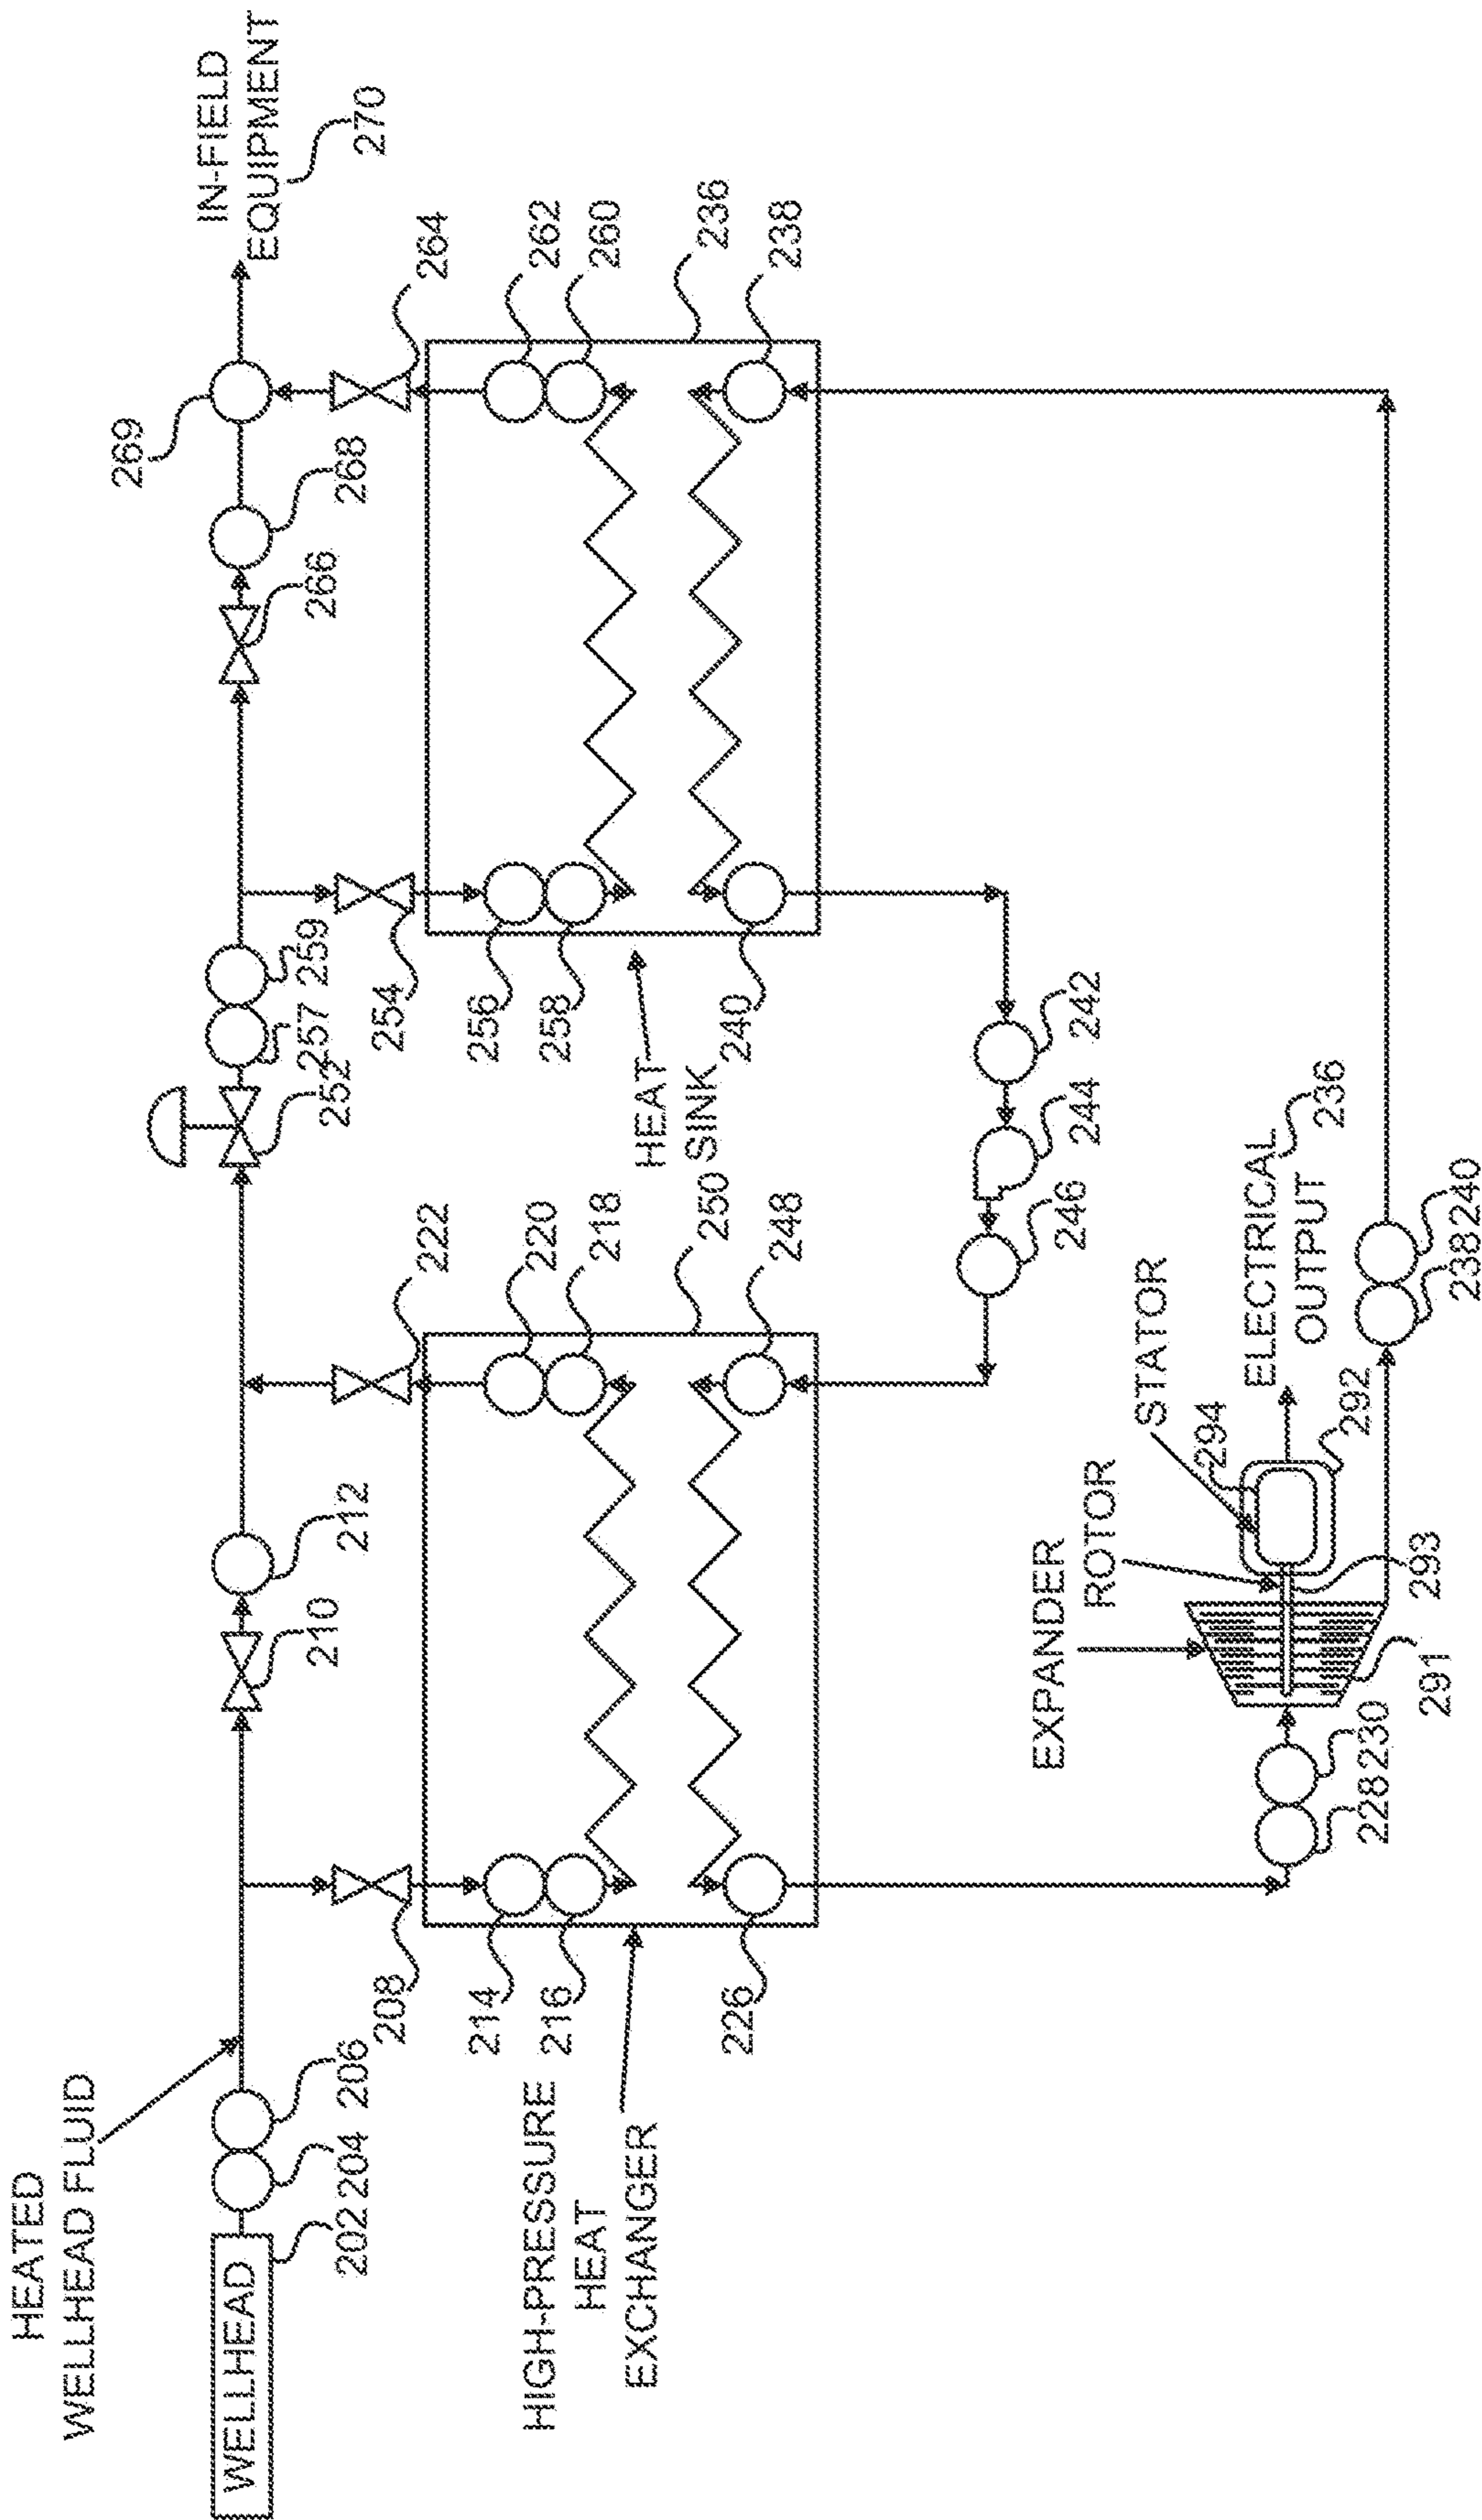 HEATED
WELLHEAD FLUID
WELLHEAD
202
204
206
208
210
212
HIGH-PRESSURE
HEAT
EXCHANGER
214
216
226
222
220
218
250
248
252
257
259
254
256
258
240
HEAT
SINK
266
268
269
IN-FIELD
EQUIPMENT
270
264
262
260
236
238
242
244
246
EXPANDER
ROTOR
STATOR
294
ELECTRICAL
OUTPUT
236
228
230
291
293
292
238
240